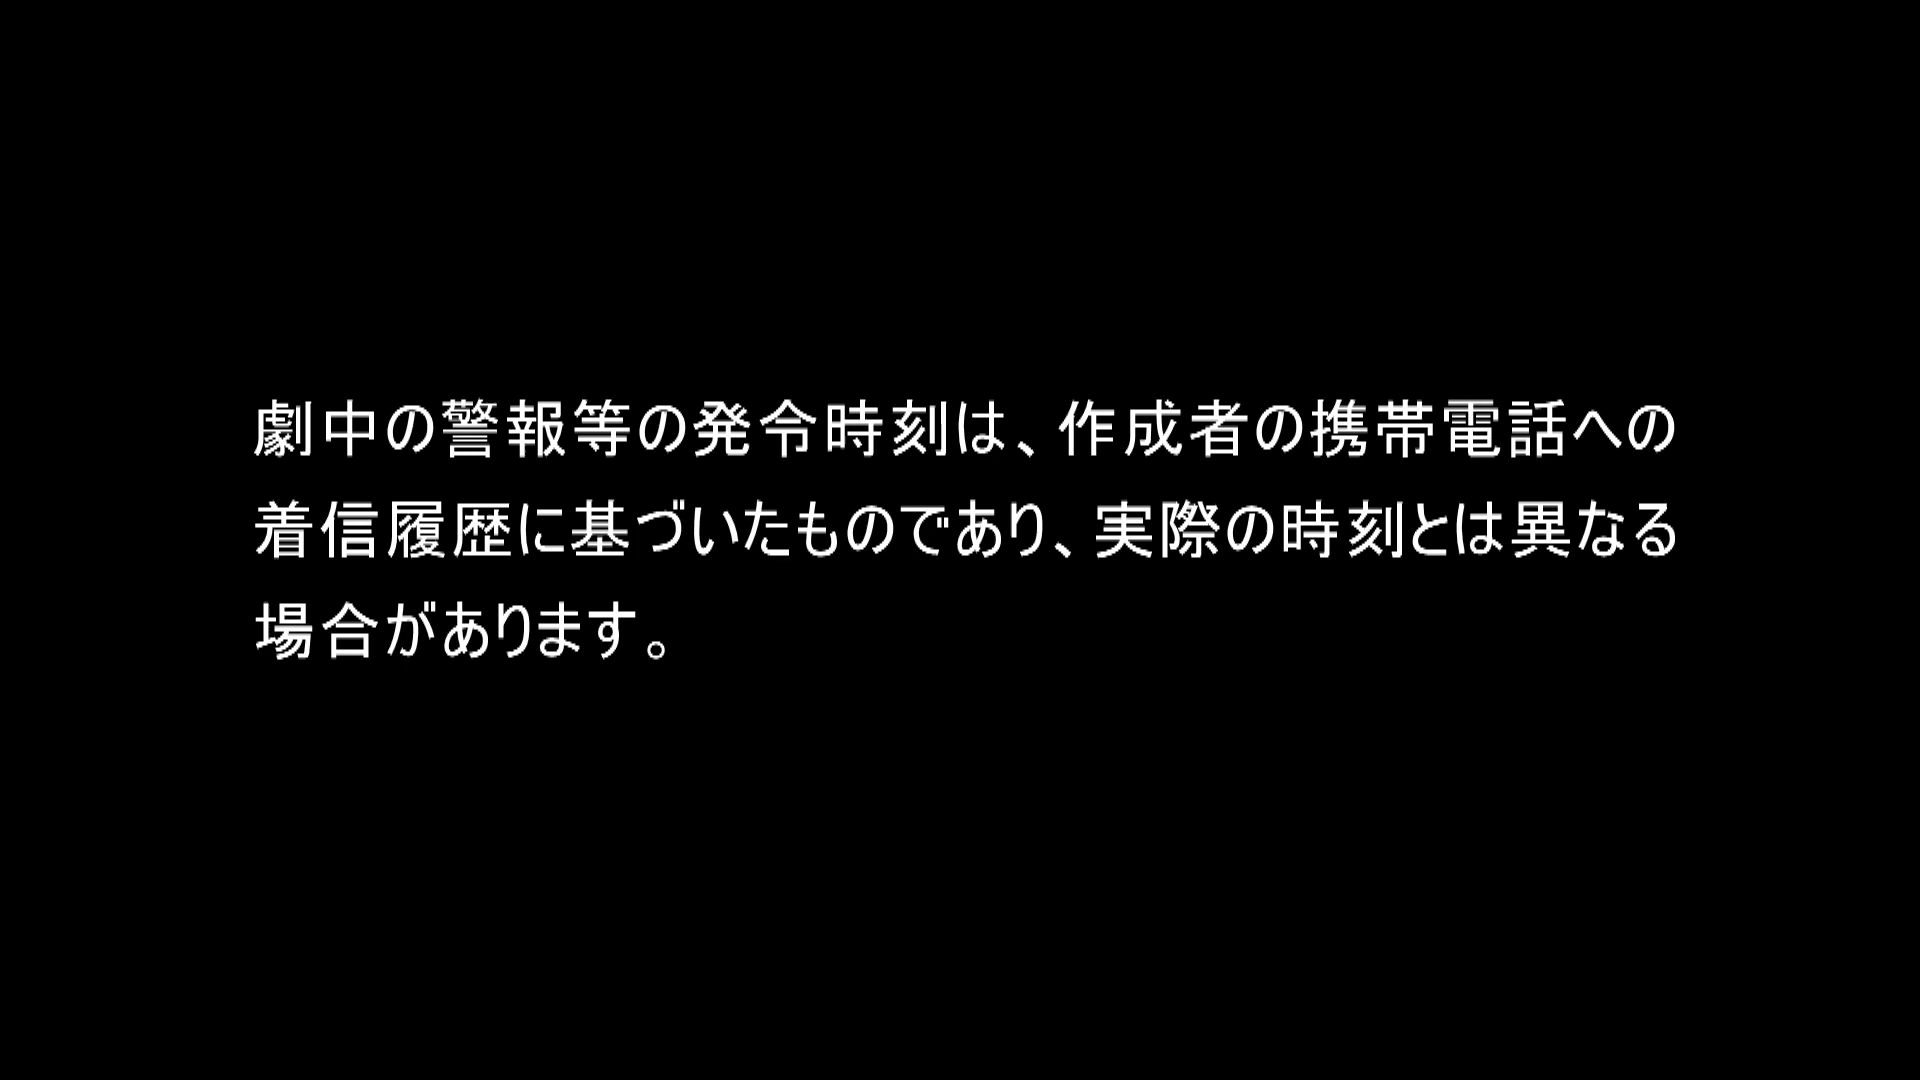 劇中の警報等の発令時刻は、作成者の携帯電話への
着信履歴に基づいたものであり、実際の時刻とは異なる
場合があります。